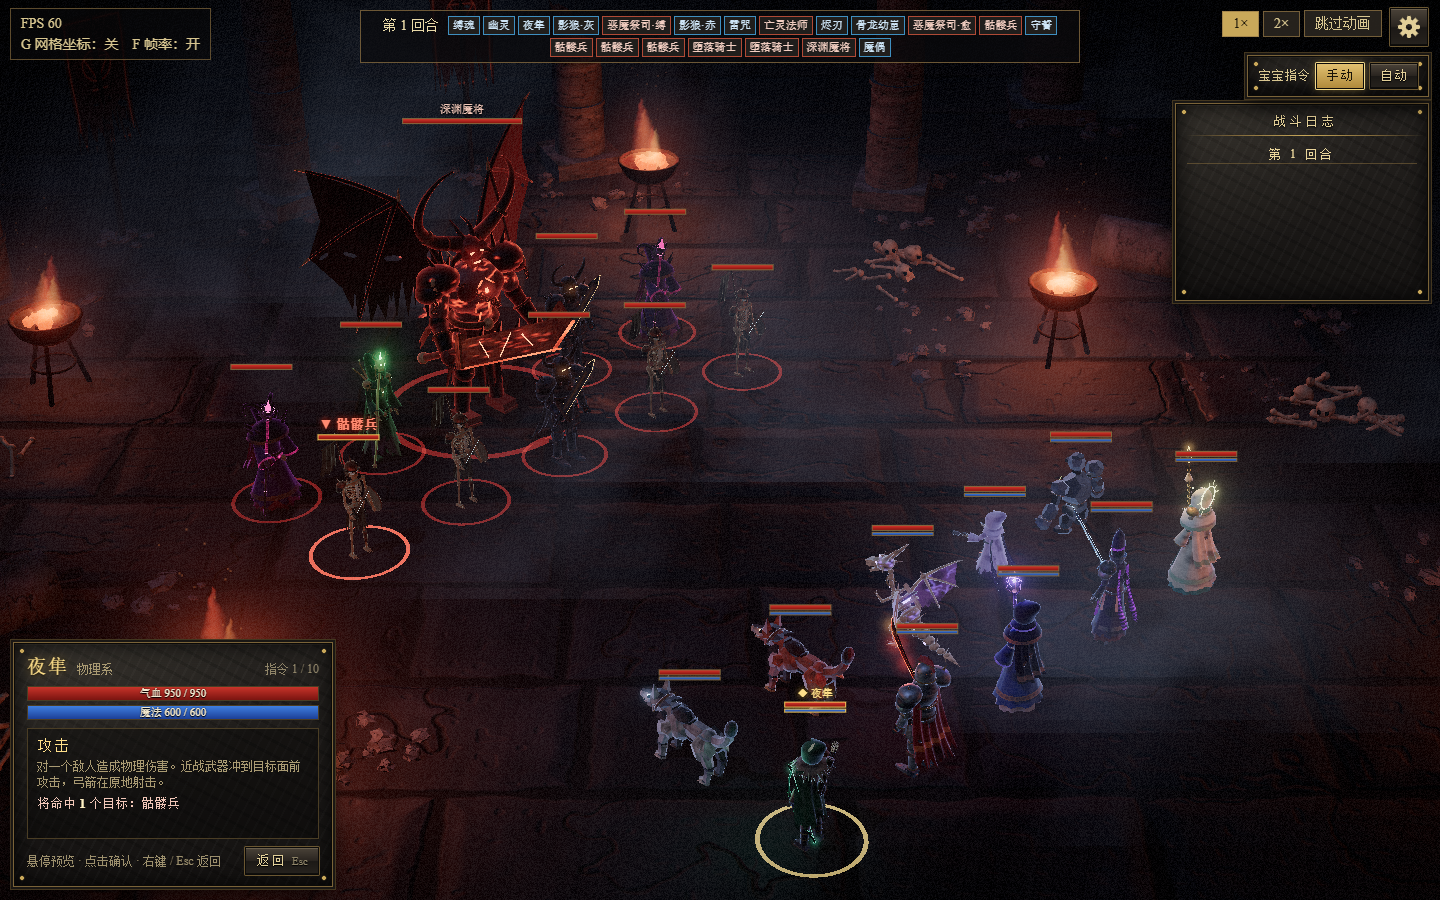 FPS 60
G 网格坐标：关 F 帧率：开
第 1 回合 缚魂 幽灵 夜隼 影狼·灰 恶魔祭司·缚 影狼·赤 雷咒 亡灵法师 烬刃 骨龙幼崽 恶魔祭司·愈 骷髅兵 守誓
骷髅兵 骷髅兵 骷髅兵 堕落骑士 堕落骑士 深渊魔将 魔偶
1× 2× 跳过动画
宝宝指令 手动 自动
战斗日志
第 1 回合
深渊魔将
▼ 骷髅兵
◆ 夜隼
夜隼 物理系 指令 1 / 10
气血 950 / 950
魔法 600 / 600
攻击
对一个敌人造成物理伤害。近战武器冲到目标面前
攻击，弓箭在原地射击。
将命中 1 个目标：骷髅兵
悬停预览 · 点击确认 · 右键 / Esc 返回 返回 Esc